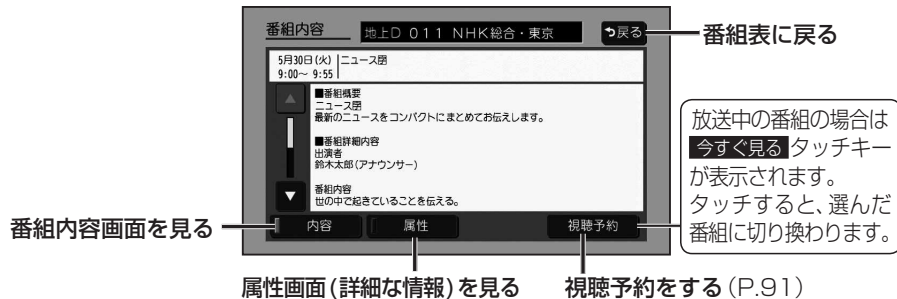 番組内容 地上D 011 NHK総合・東京 戻る
番組表に戻る
5月30日(火) ニュース閉
9:00～ 9:55
■番組概要
ニュース閉
最新のニュースをコンパクトにまとめてお伝えします。
■番組詳細内容
出演者
鈴木太郎(アナウンサー)
番組内容
世の中で起きていることを伝える。
放送中の番組の場合は
今すぐ見る タッチキー
が表示されます。
タッチすると、選んだ
番組に切り換わります。
番組内容画面を見る
内容 属性 視聴予約
属性画面(詳細な情報)を見る
視聴予約をする(P.91)